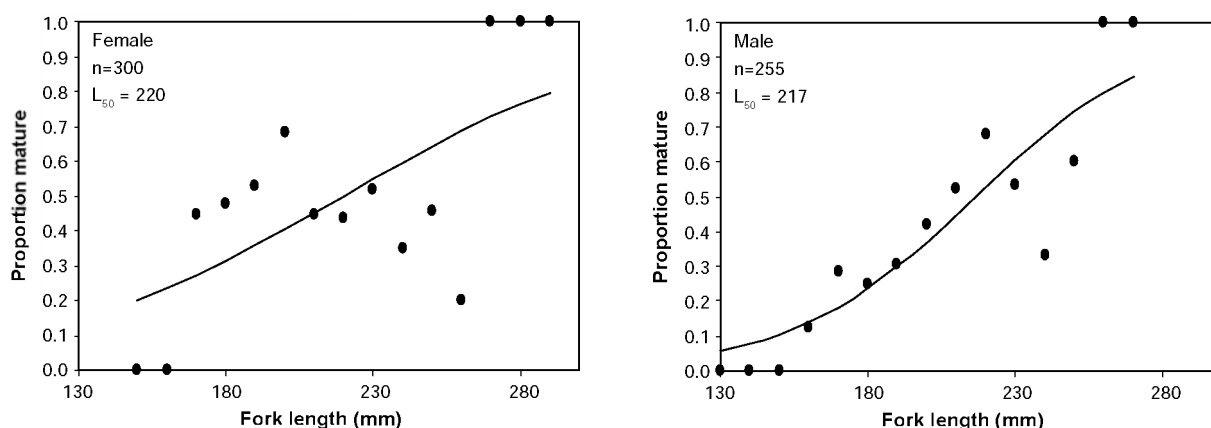 Female
n=300
L50 = 220
Proportion mature
1.0
0.9
0.8
0.7
0.6
0.5
0.4
0.3
0.2
0.1
0.0
130 180 230 280
Fork length (mm)
Male
n=255
L50 = 217
Proportion mature
1.0
0.9
0.8
0.7
0.6
0.5
0.4
0.3
0.2
0.1
0.0
130 180 230 280
Fork length (mm)